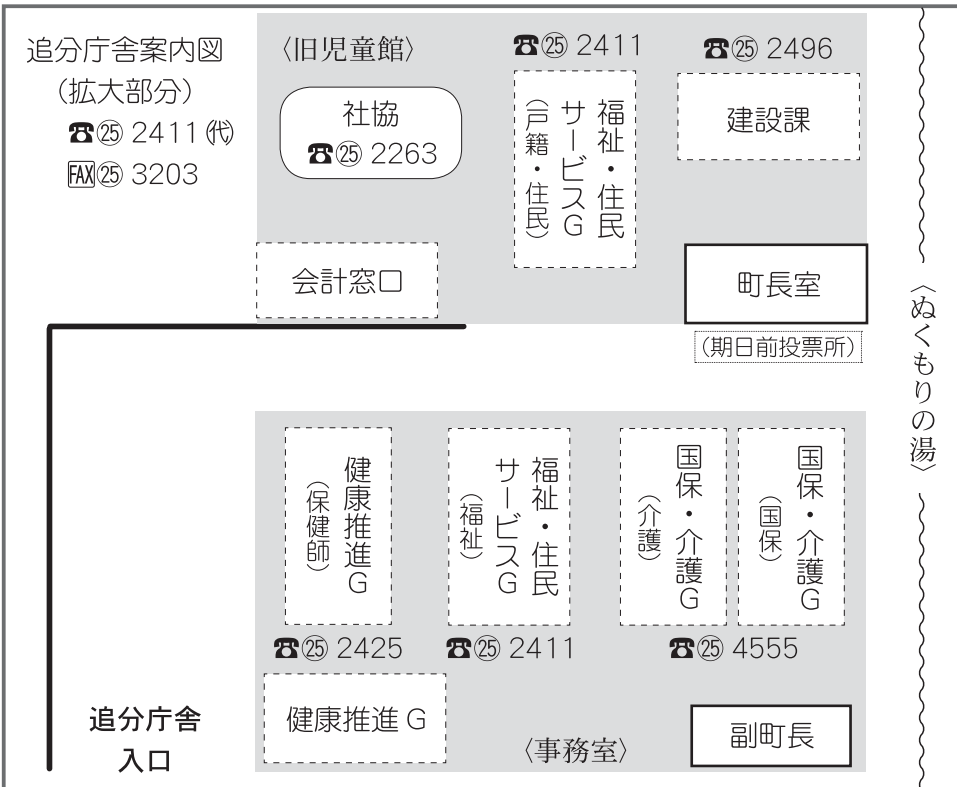 追分庁舎案内図
(拡大部分)
☎㉕ 2411 ㈹
FAX㉕ 3203
〈旧児童館〉
社協
☎㉕ 2263
☎㉕ 2411
福祉・住民
サービスG
(戸籍・住民)
☎㉕ 2496
建設課
会計窓口
町長室
(期日前投票所)
〈ぬくもりの湯〉
健康推進G
(保健師)
☎㉕ 2425
福祉・住民
サービスG
(福祉)
☎㉕ 2411
国保・介護G
(介護)
国保・介護G
(国保)
☎㉕ 4555
健康推進 G
〈事務室〉
副町長
追分庁舎
入口